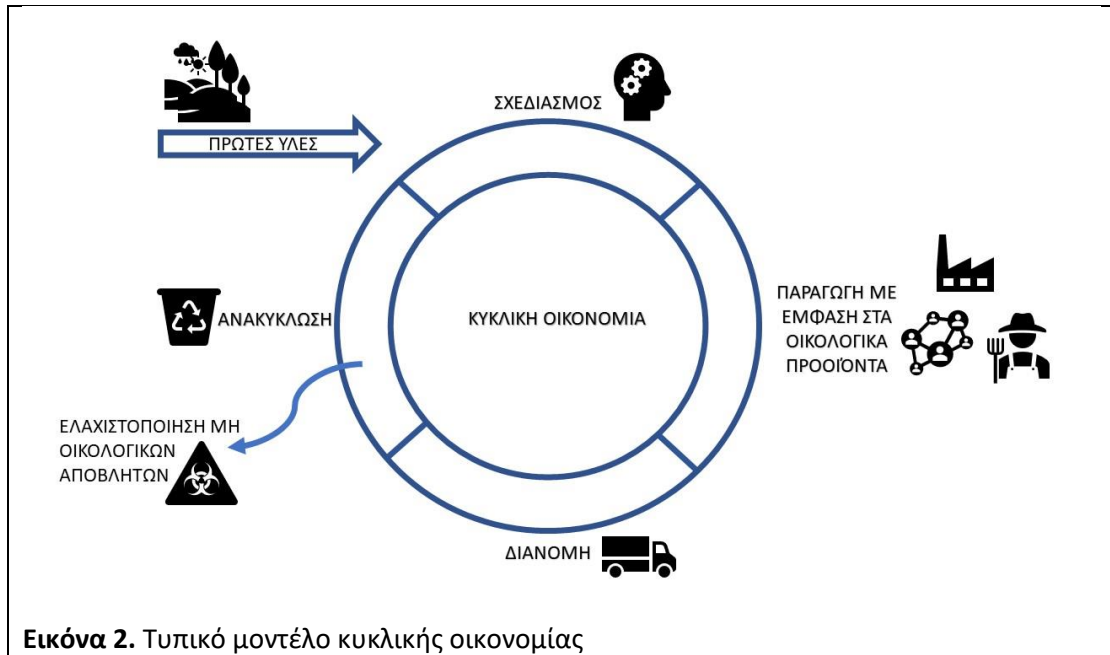 ΣΧΕΔΙΑΣΜΟΣ
ΠΡΩΤΕΣ ΥΛΕΣ
ΠΑΡΑΓΩΓΗ ΜΕ
ΕΜΦΑΣΗ ΣΤΑ
ΟΙΚΟΛΟΓΙΚΑ
ΠΡΟΟΪΟΝΤΑ
ΑΝΑΚΥΚΛΩΣΗ
ΚΥΚΛΙΚΗ ΟΙΚΟΝΟΜΙΑ
ΕΛΑΧΙΣΤΟΠΟΙΗΣΗ ΜΗ
ΟΙΚΟΛΟΓΙΚΩΝ
ΑΠΟΒΛΗΤΩΝ
ΔΙΑΝΟΜΗ
Εικόνα 2. Τυπικό μοντέλο κυκλικής οικονομίας